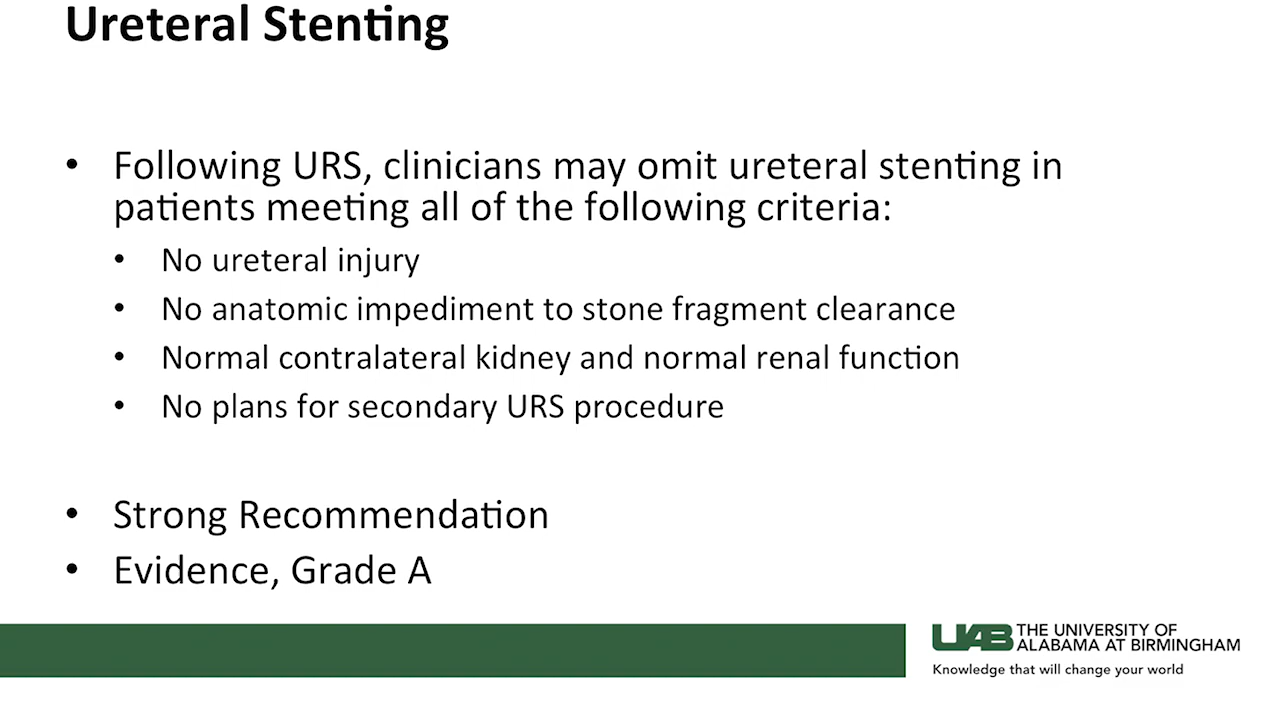 Ureteral Stenting
• Following URS, clinicians may omit ureteral stenting in
patients meeting all of the following criteria:
• No ureteral injury
• No anatomic impediment to stone fragment clearance
• Normal contralateral kidney and normal renal function
• No plans for secondary URS procedure
• Strong Recommendation
• Evidence, Grade A
UAB THE UNIVERSITY OF
ALABAMA AT BIRMINGHAM
Knowledge that will change your world